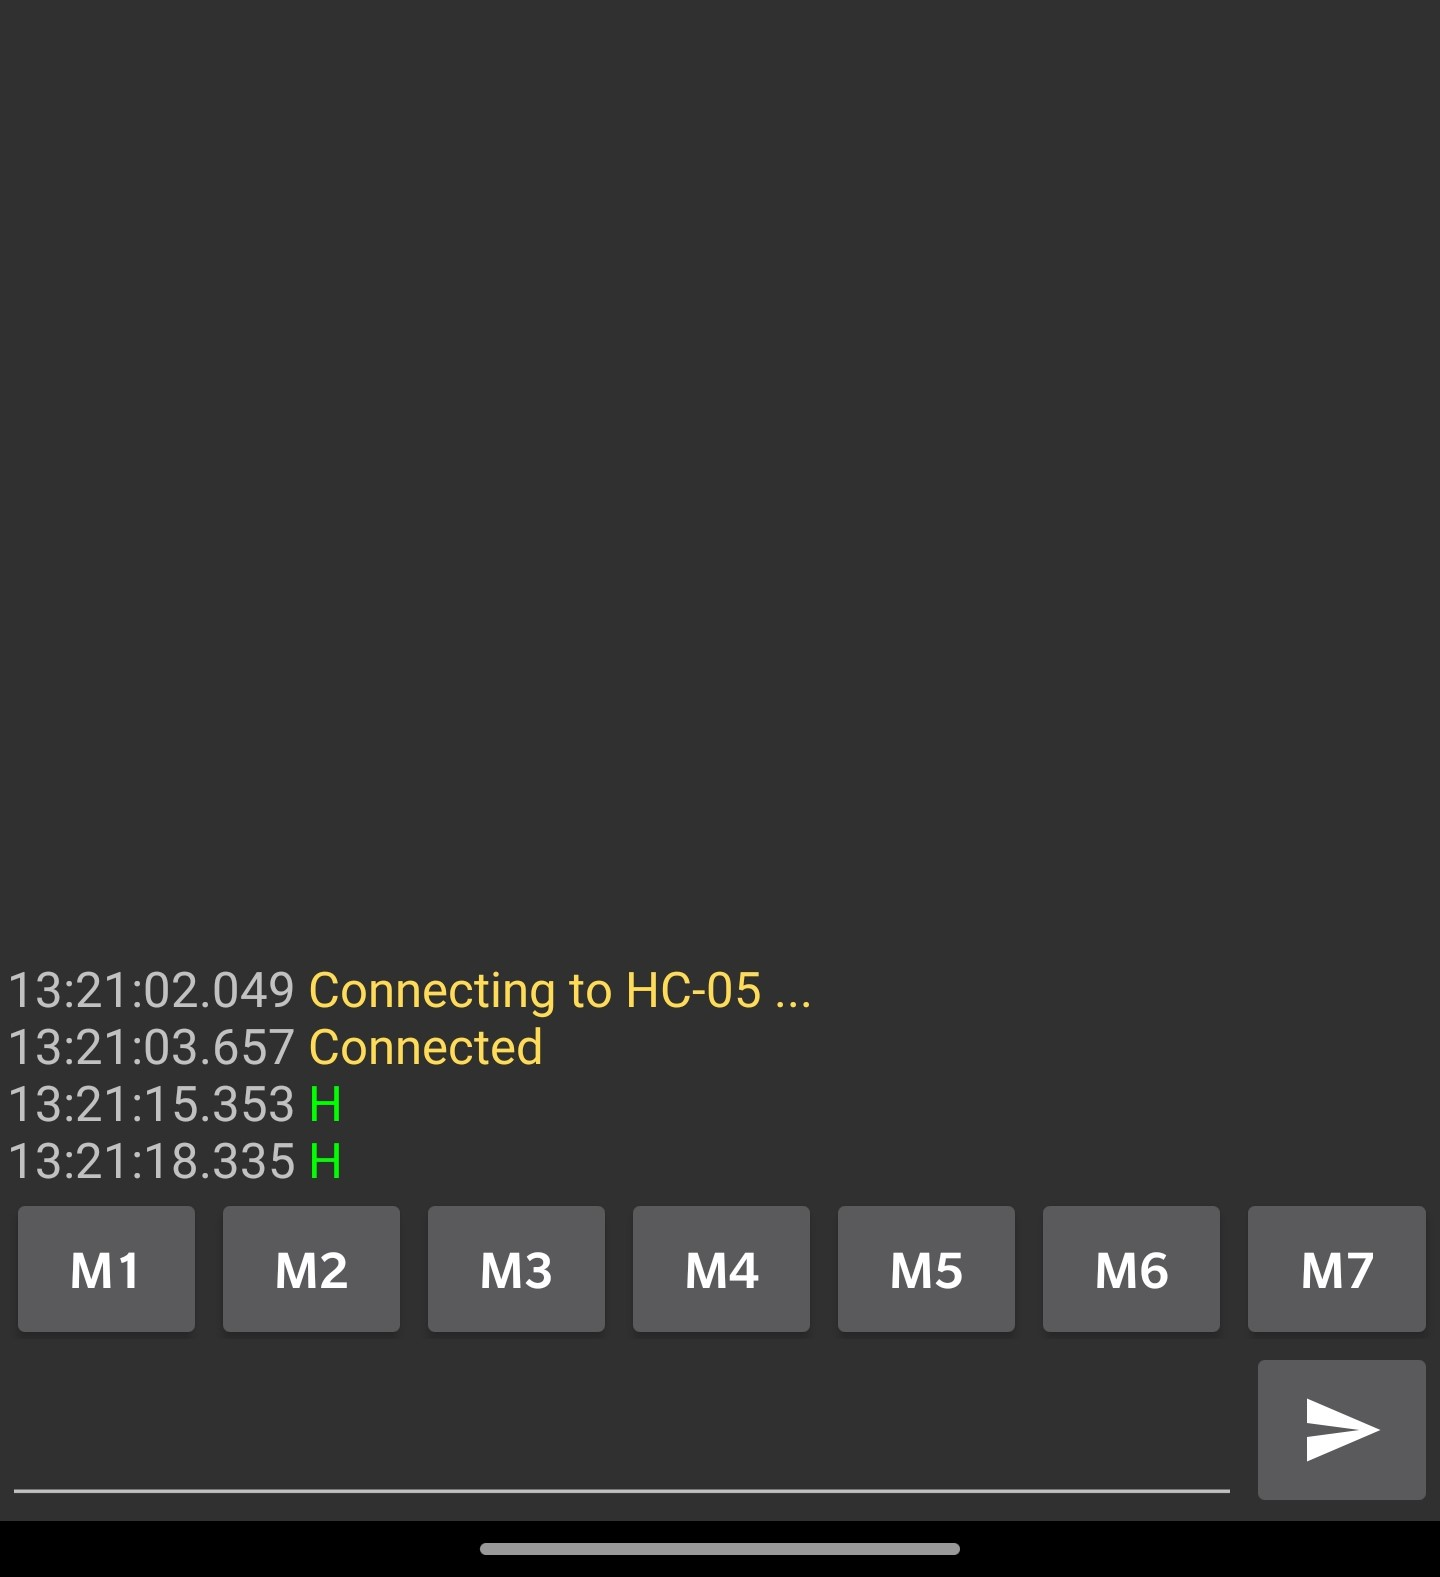 13:21:02.049 Connecting to HC-05 ...
13:21:03.657 Connected
13:21:15.353 H
13:21:18.335 H
M1 M2 M3 M4 M5 M6 M7